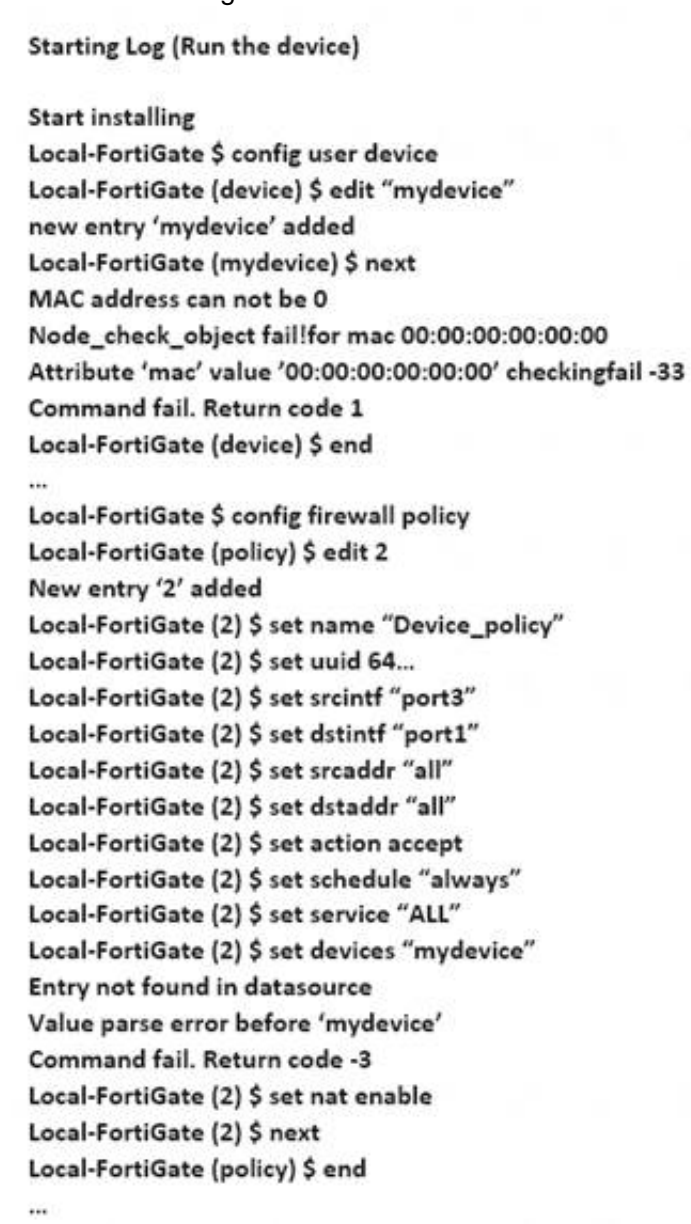 Starting Log (Run the device)
Start installing
Local-FortiGate $ config user device
Local-FortiGate (device) $ edit “mydevice”
new entry ‘mydevice’ added
Local-FortiGate (mydevice) $ next
MAC address can not be 0
Node_check_object fail!for mac 00:00:00:00:00:00
Attribute ‘mac’ value ’00:00:00:00:00:00’ checkingfail -33
Command fail. Return code 1
Local-FortiGate (device) $ end
...
Local-FortiGate $ config firewall policy
Local-FortiGate (policy) $ edit 2
New entry ‘2’ added
Local-FortiGate (2) $ set name “Device_policy”
Local-FortiGate (2) $ set uuid 64...
Local-FortiGate (2) $ set srcintf “port3”
Local-FortiGate (2) $ set dstintf “port1”
Local-FortiGate (2) $ set srcaddr “all”
Local-FortiGate (2) $ set dstaddr “all”
Local-FortiGate (2) $ set action accept
Local-FortiGate (2) $ set schedule “always”
Local-FortiGate (2) $ set service “ALL”
Local-FortiGate (2) $ set devices “mydevice”
Entry not found in datasource
Value parse error before ‘mydevice’
Command fail. Return code -3
Local-FortiGate (2) $ set nat enable
Local-FortiGate (2) $ next
Local-FortiGate (policy) $ end
...